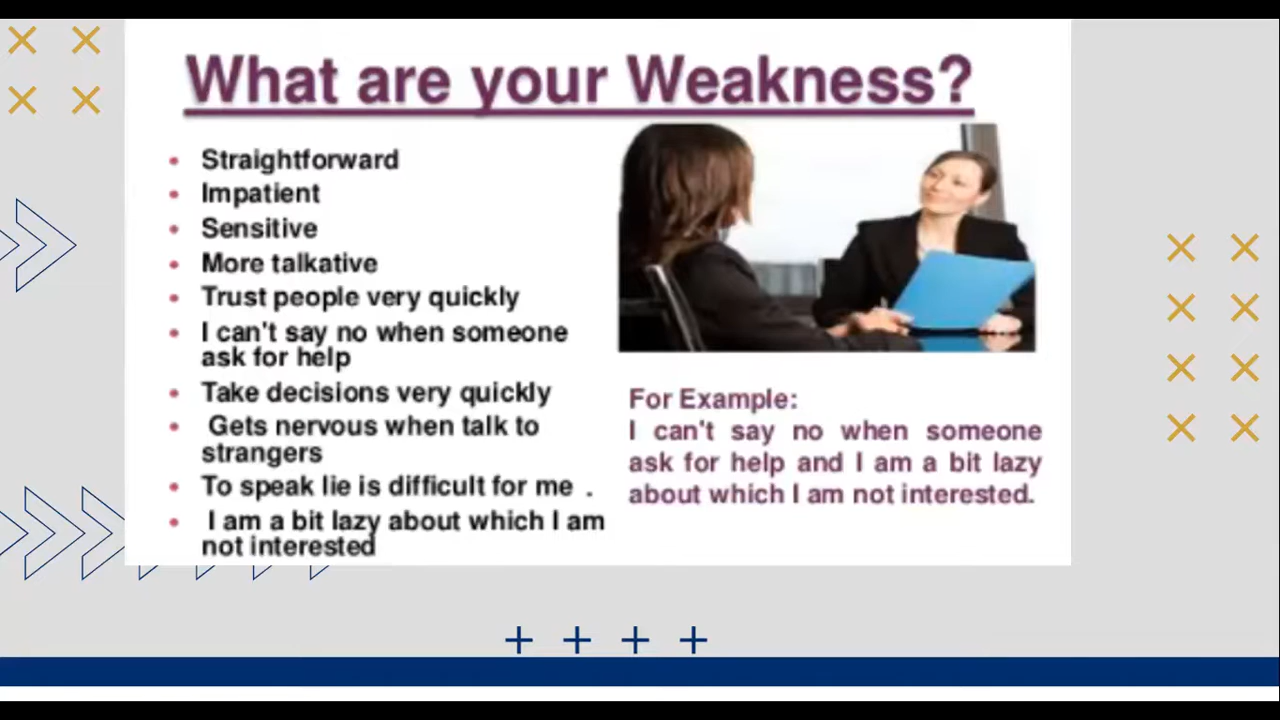 What are your Weakness?
• Straightforward
• Impatient
• Sensitive
• More talkative
• Trust people very quickly
• I can't say no when someone
ask for help
• Take decisions very quickly
• Gets nervous when talk to
strangers
• To speak lie is difficult for me .
• I am a bit lazy about which I am
not interested
For Example:
I can't say no when someone
ask for help and I am a bit lazy
about which I am not interested.